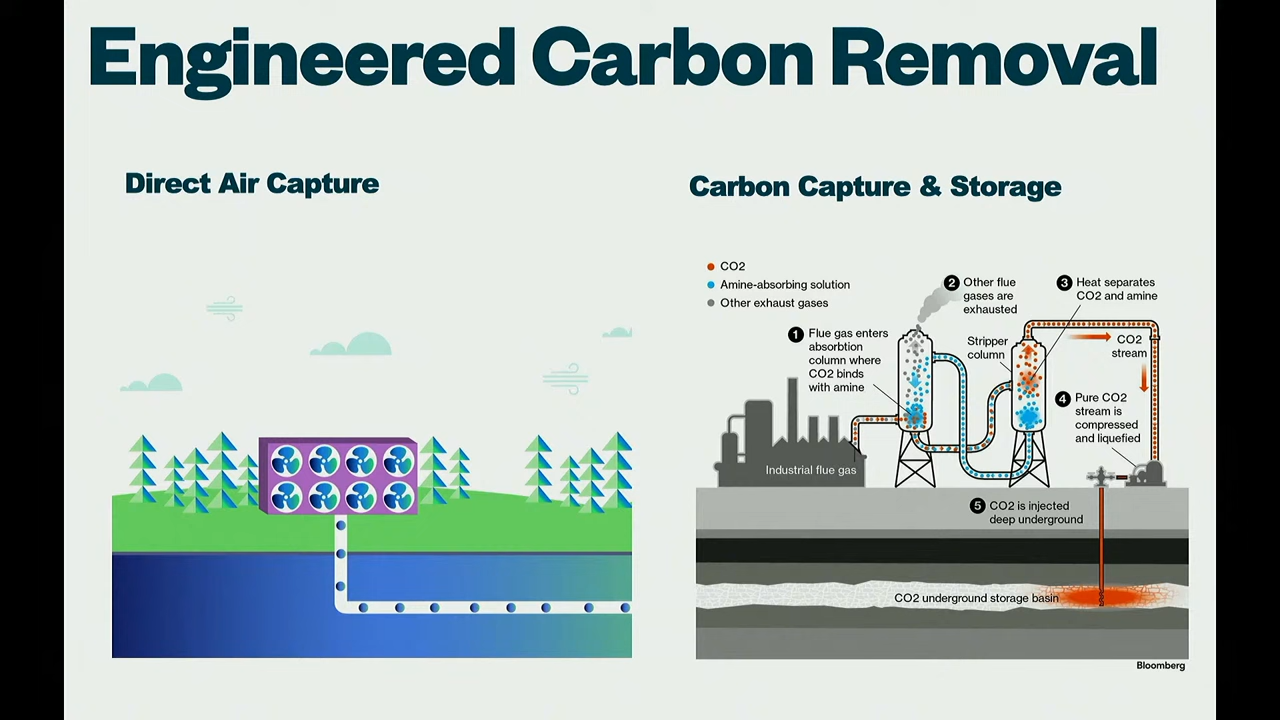 Engineered Carbon Removal
Direct Air Capture
Carbon Capture & Storage
CO2
Amine-absorbing solution
Other exhaust gases
1 Flue gas enters
absorbtion
column where
CO2 binds
with amine
2 Other flue
gases are
exhausted
3 Heat separates
CO2 and amine
Stripper
column
CO2
stream
4 Pure CO2
stream is
compressed
and liquefied
Industrial flue gas
5 CO2 is injected
deep underground
CO2 underground storage basin
Bloomberg